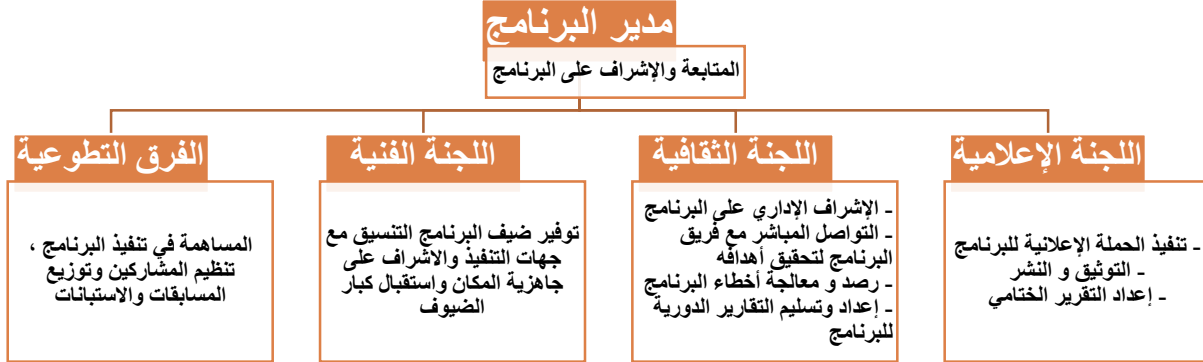 مدير البرنامج
المتابعة والإشراف على البرنامج
اللجنة الإعلامية
- تنفيذ الحملة الإعلانية للبرنامج
- التوثيق و النشر
- إعداد التقرير الختامي
اللجنة الثقافية
- الإشراف الإداري على البرنامج
- التواصل المباشر مع فريق
البرنامج لتحقيق أهدافه
- رصد و معالجة أخطاء البرنامج
- إعداد وتسليم التقارير الدورية
للبرنامج
اللجنة الفنية
توفير ضيف البرنامج التنسيق مع
جهات التنفيذ والاشراف على
جاهزية المكان واستقبال كبار
الضيوف
الفرق التطوعية
المساهمة في تنفيذ البرنامج ،
تنظيم المشاركين وتوزيع
المسابقات والاستبانات